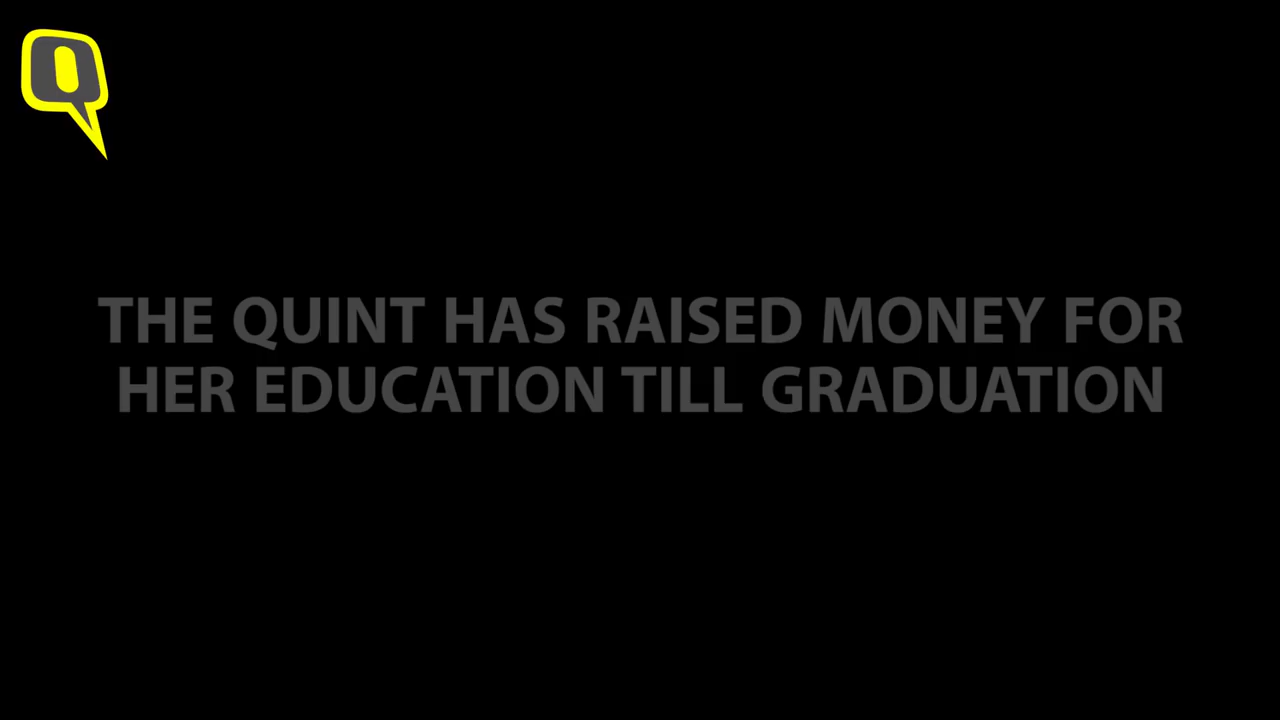 THE QUINT HAS RAISED MONEY FOR
HER EDUCATION TILL GRADUATION